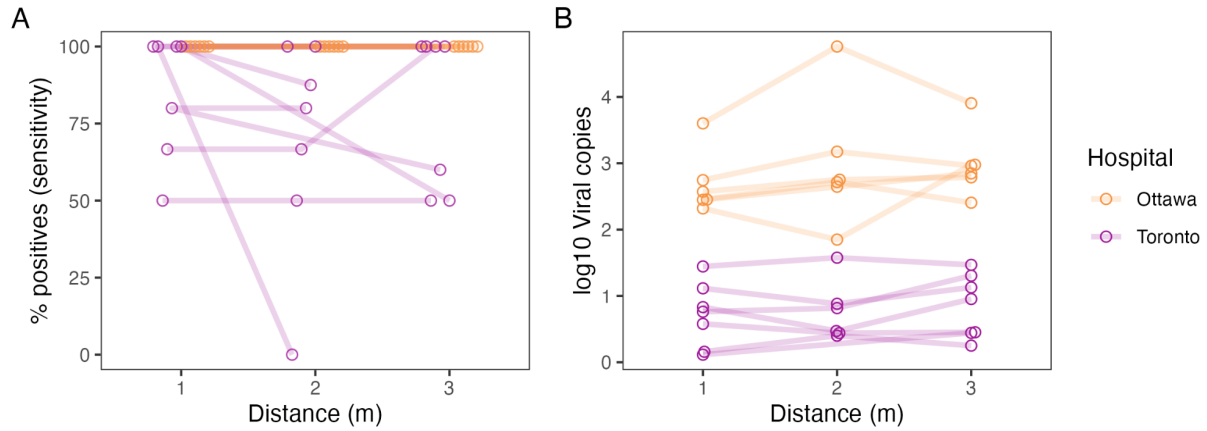 A
% positives (sensitivity)
100
75
50
25
0
1 2 3
Distance (m)
B
log10 Viral copies
4
3
2
1
0
1 2 3
Distance (m)
Hospital
Ottawa
Toronto